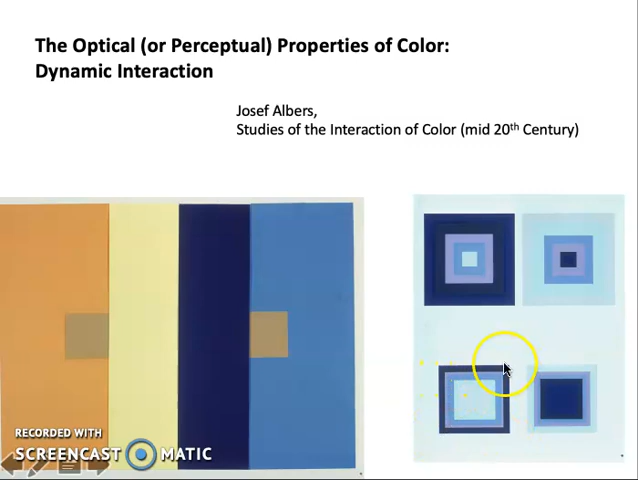 The Optical (or Perceptual) Properties of Color:
Dynamic Interaction
Josef Albers,
Studies of the Interaction of Color (mid 20th Century)
RECORDED WITH
SCREENCAST MATIC